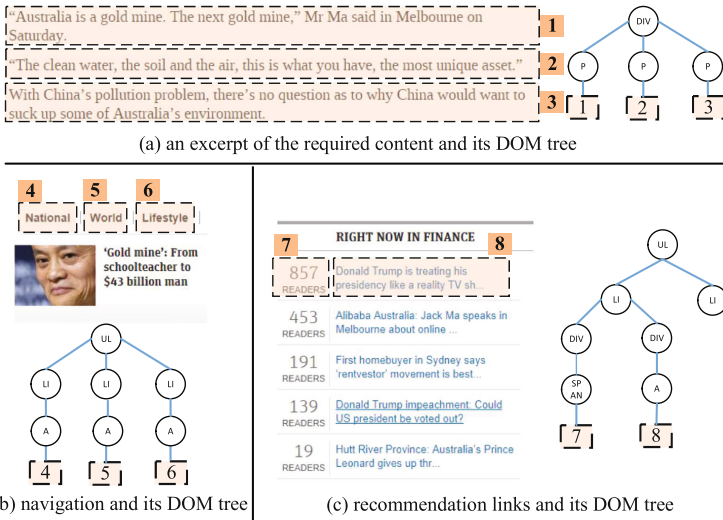 “Australia is a gold mine. The next gold mine,” Mr Ma said in Melbourne on
Saturday.
1
“The clean water, the soil and the air, this is what you have, the most unique asset.”
2
With China's pollution problem, there's no question as to why China would want to
suck up some of Australia's environment.
3
DIV
P P P
1 2 3
(a) an excerpt of the required content and its DOM tree
4 5 6
National World Lifestyle
‘Gold mine’: From
schoolteacher to
$43 billion man
UL
LI LI LI
A A A
4 5 6
b) navigation and its DOM tree
RIGHT NOW IN FINANCE
7 8
857
READERS
Donald Trump is treating his
presidency like a reality TV sh...
453
READERS
Alibaba Australia: Jack Ma speaks in
Melbourne about online ...
191
READERS
First homebuyer in Sydney says
‘rentvestor’ movement is best...
139
READERS
Donald Trump impeachment: Could
US president be voted out?
19
READERS
Hutt River Province: Australia's Prince
Leonard gives up thr...
UL
LI LI
DIV DIV
SP
AN
A
7 8
(c) recommendation links and its DOM tree